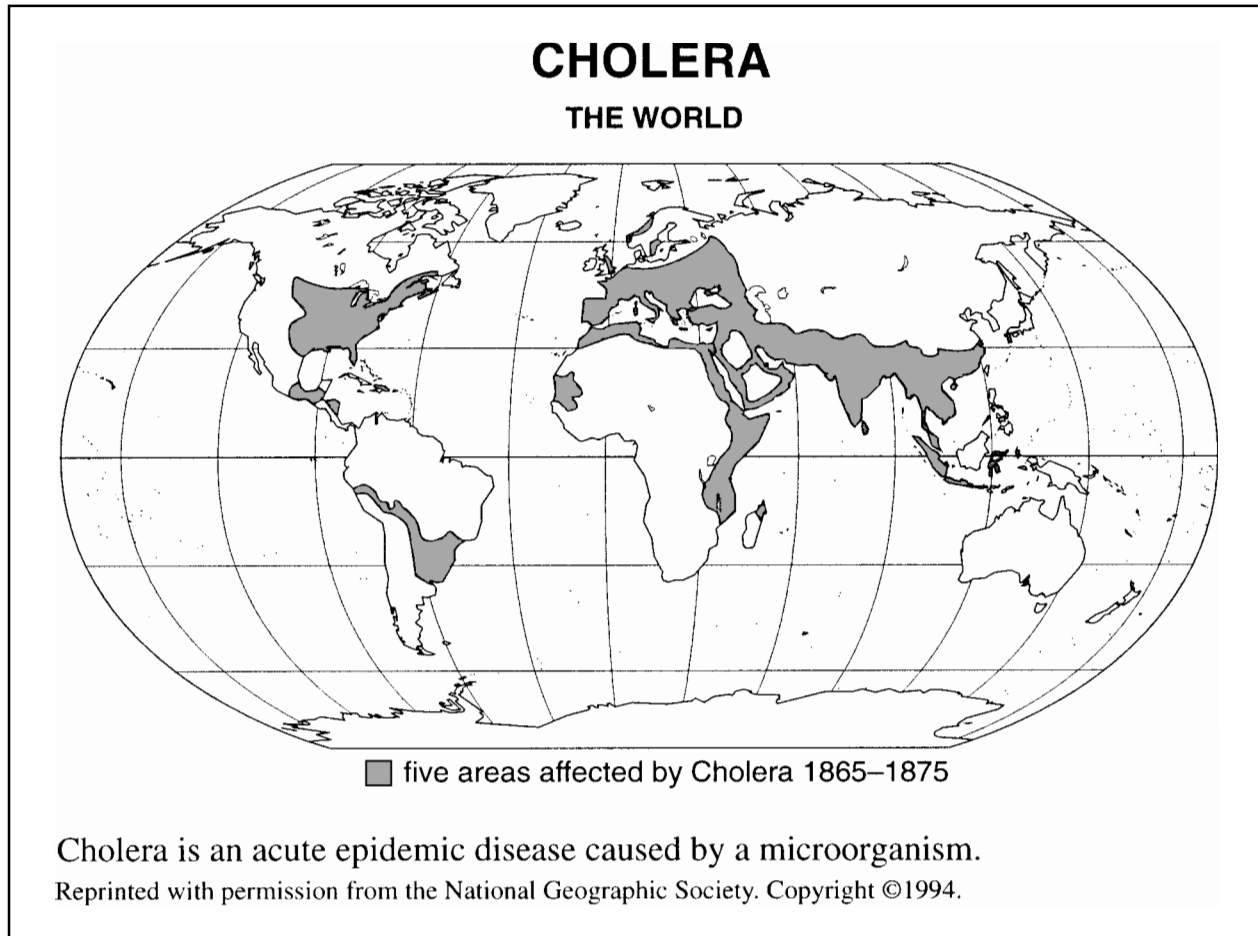 CHOLERA
THE WORLD
five areas affected by Cholera 1865–1875
Cholera is an acute epidemic disease caused by a microorganism.
Reprinted with permission from the National Geographic Society. Copyright ©1994.